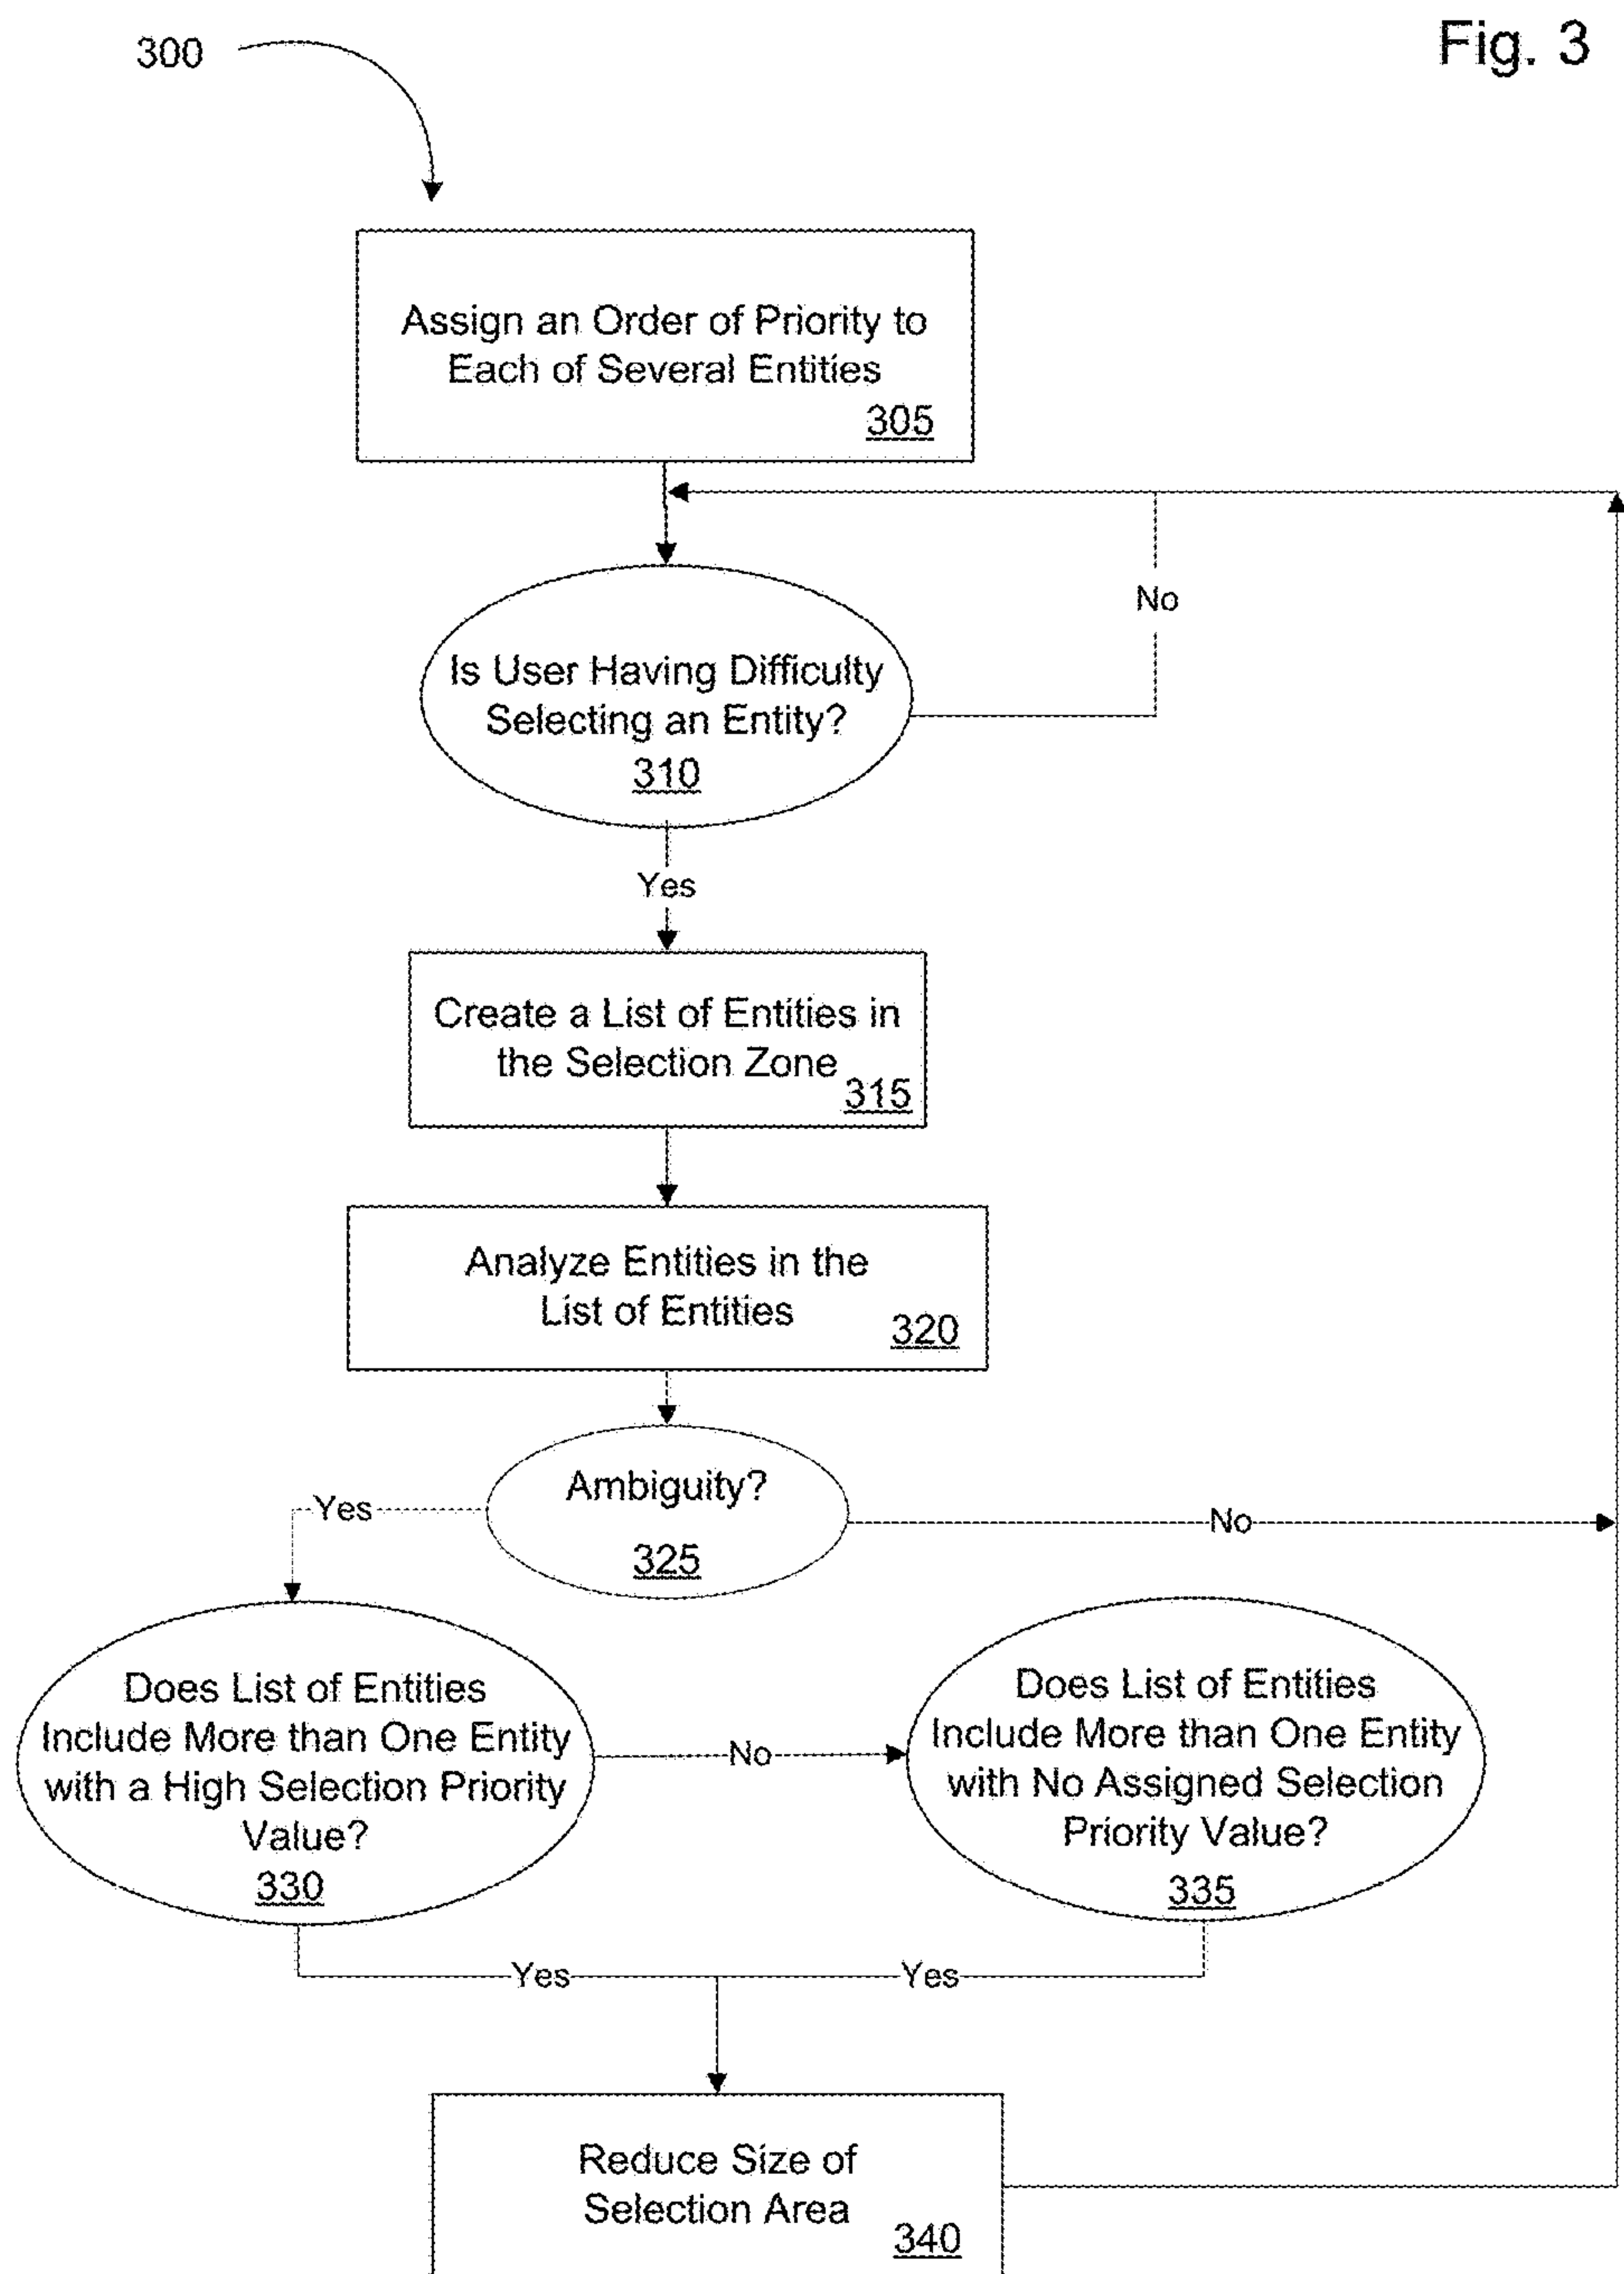 Fig. 3
300
Assign an Order of Priority to
Each of Several Entities
305
No
Is User Having Difficulty
Selecting an Entity?
310
Yes
Create a List of Entities in
the Selection Zone
315
Analyze Entities in the
List of Entities
320
Ambiguity?
325
Yes
No
Does List of Entities
Include More than One Entity
with a High Selection Priority
Value?
330
No
Does List of Entities
Include More than One Entity
with No Assigned Selection
Priority Value?
335
Yes
Yes
Reduce Size of
Selection Area
340